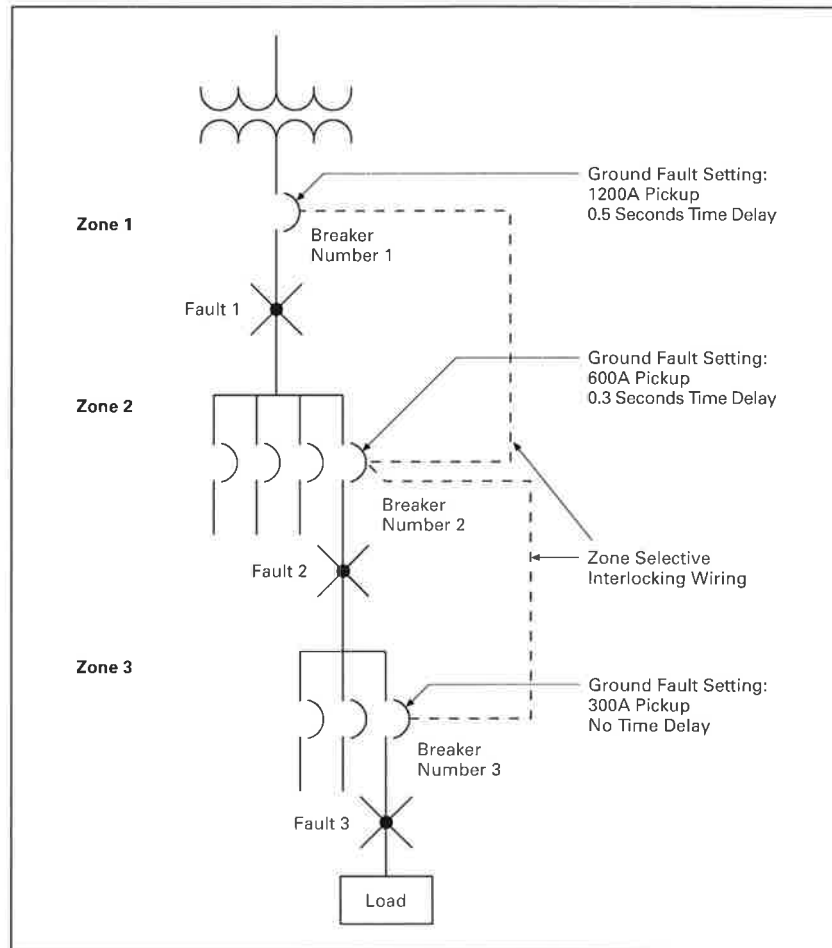 Ground Fault Setting:
1200A Pickup
0.5 Seconds Time Delay
Zone 1
Breaker
Number 1
Fault 1
Ground Fault Setting:
600A Pickup
0.3 Seconds Time Delay
Zone 2
Breaker
Number 2
Fault 2
Zone Selective
Interlocking Wiring
Zone 3
Ground Fault Setting:
300A Pickup
No Time Delay
Breaker
Number 3
Fault 3
Load